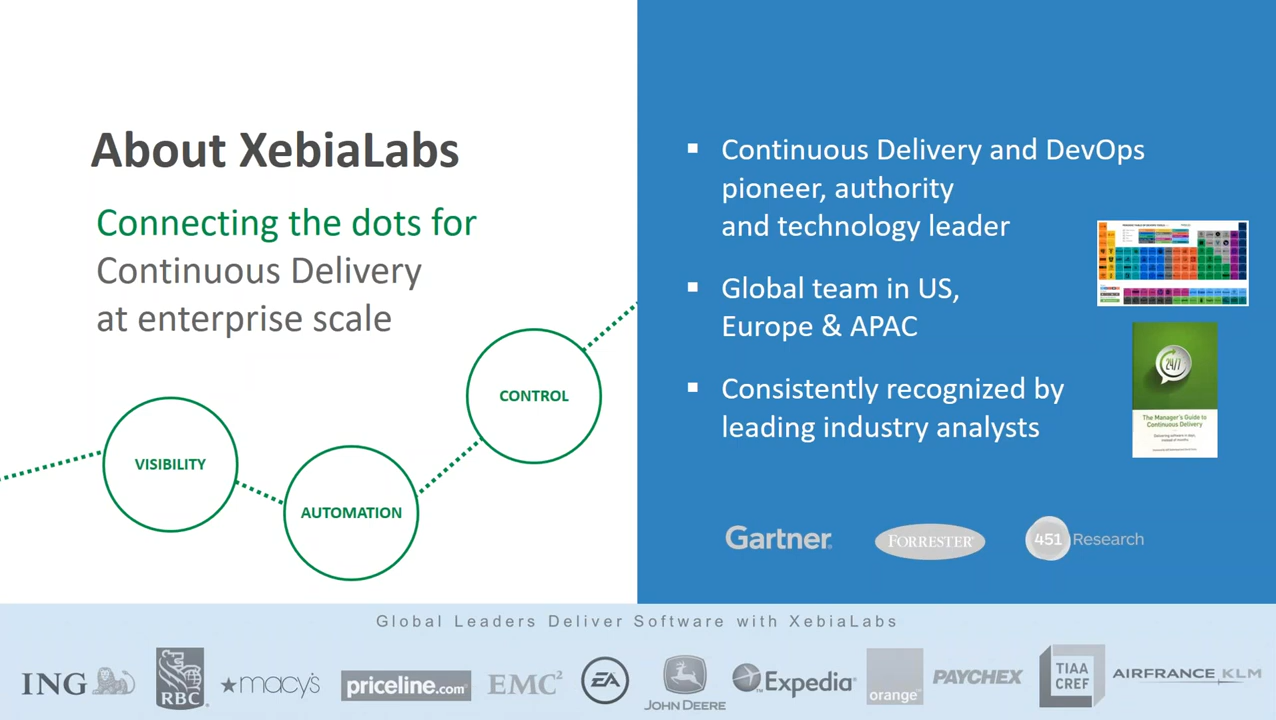 About XebiaLabs
Connecting the dots for
Continuous Delivery
at enterprise scale
VISIBILITY
AUTOMATION
CONTROL
▪ Continuous Delivery and DevOps
pioneer, authority
and technology leader
▪ Global team in US,
Europe & APAC
▪ Consistently recognized by
leading industry analysts
24/7
The Manager's Guide to
Continuous Delivery
Gartner
FORRESTER®
451 Research
Global Leaders Deliver Software with XebiaLabs
ING
RBC
macy's
priceline.com®
EMC²
EA
JOHN DEERE
Expedia®
orange™
PAYCHEX
TIAA
CREF
AIRFRANCE KLM